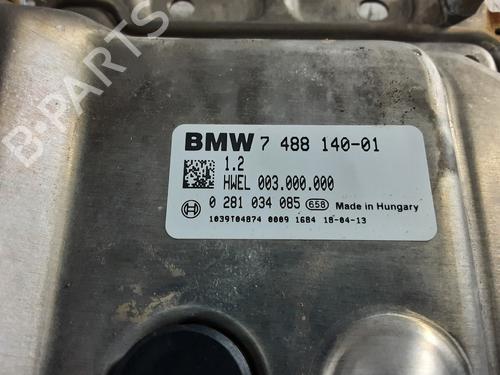 B-PARTS
BMW 7 488 140-01
1.2
HWEL 003.000.000
0 281 034 085 658 Made in Hungary
1039T04874 0009 1684 18-04-13